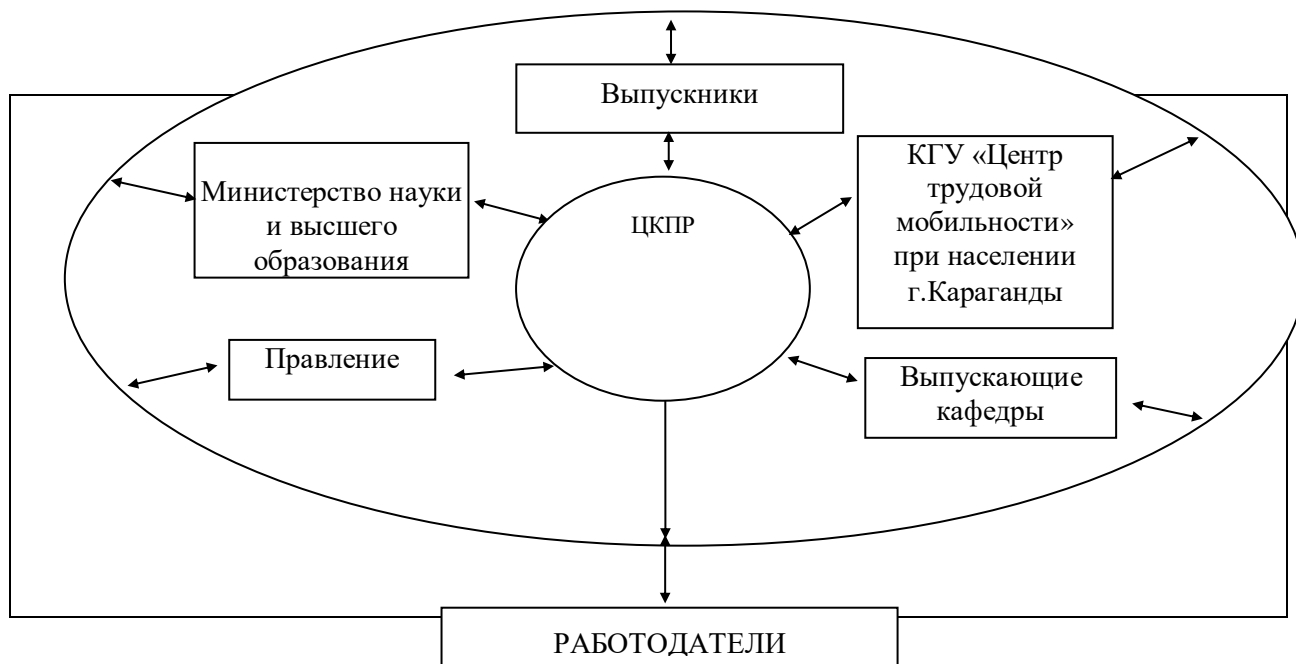 Выпускники
Министерство науки
и высшего
образования
ЦКПР
КГУ «Центр
трудовой
мобильности»
при населении
г.Караганды
Правление
Выпускающие
кафедры
РАБОТОДАТЕЛИ